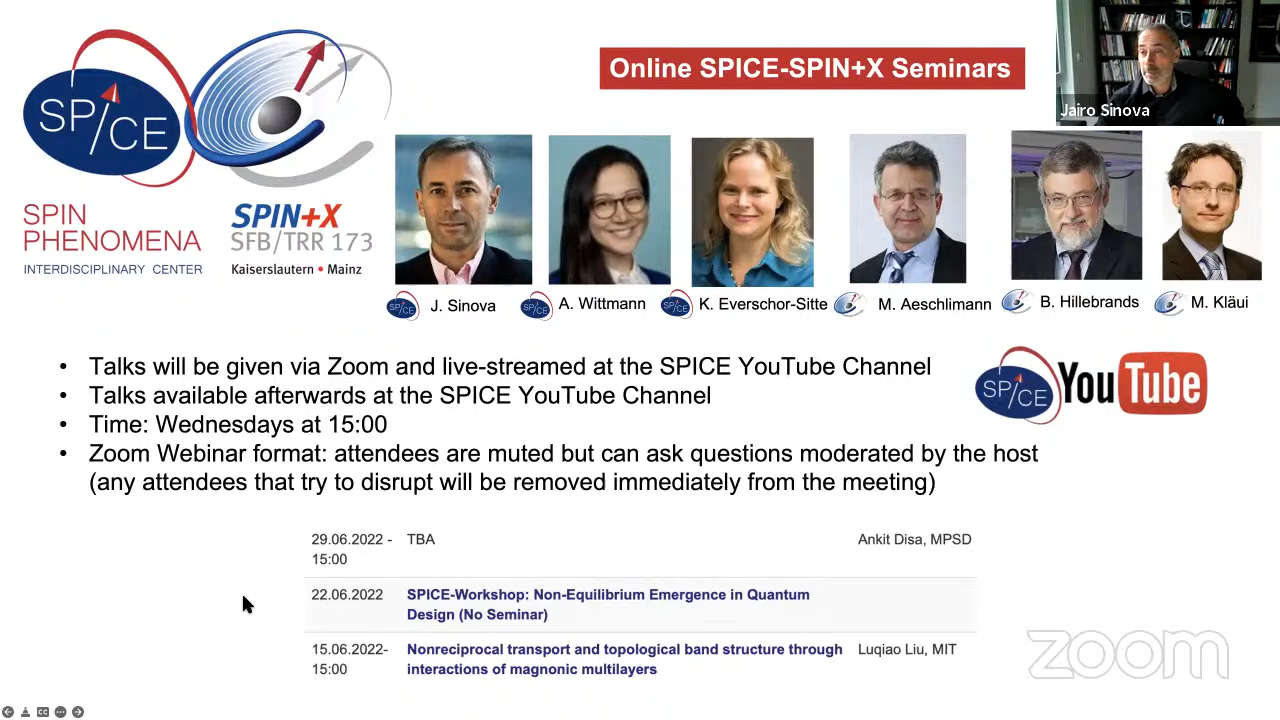 Online SPICE-SPIN+X Seminars
Jairo Sinova
SP/CE
SPIN
PHENOMENA
INTERDISCIPLINARY CENTER
SPIN+X
SFB/TRR 173
Kaiserslautern • Mainz
J. Sinova
A. Wittmann
K. Everschor-Sitte
M. Aeschlimann
B. Hillebrands
M. Kläui
• Talks will be given via Zoom and live-streamed at the SPICE YouTube Channel
• Talks available afterwards at the SPICE YouTube Channel
• Time: Wednesdays at 15:00
• Zoom Webinar format: attendees are muted but can ask questions moderated by the host
(any attendees that try to disrupt will be removed immediately from the meeting)
SP/CE
YouTube
29.06.2022 - TBA Ankit Disa, MPSD
15:00
22.06.2022 SPICE-Workshop: Non-Equilibrium Emergence in Quantum
Design (No Seminar)
15.06.2022- Nonreciprocal transport and topological band structure through Luqiao Liu, MIT
15:00 interactions of magnonic multilayers
zoom